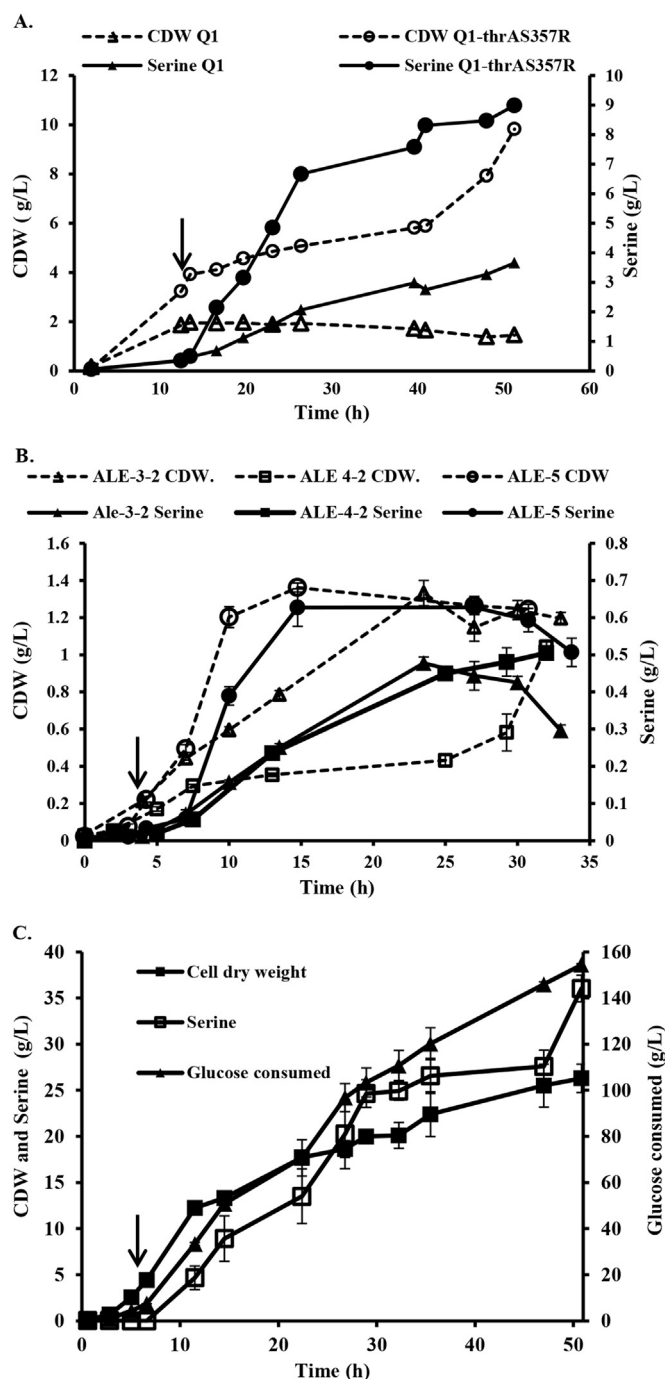 A.
CDW Q1 CDW Q1-thrAS357R
Serine Q1 Serine Q1-thrAS357R
12 10
10 9
8 8
6 7
4 6
2 5
0 4
3
2
1
0
CDW ( g/L)
Serine (g/L)
0 10 20 30 40 50 60
Time (h)
B.
ALE-3-2 CDW. ALE 4-2 CDW. ALE-5 CDW
Ale-3-2 Serine ALE-4-2 Serine ALE-5 Serine
1.6 0.8
1.4 0.7
1.2 0.6
1 0.5
0.8 0.4
0.6 0.3
0.4 0.2
0.2 0.1
0 0
CDW (g/L)
Serine (g/L)
0 5 10 15 20 25 30 35
Time (h)
C.
Cell dry weight
Serine
Glucose consumed
40 160
35 140
30 120
25 100
20 80
15 60
10 40
5 20
0 0
CDW and Serine (g/L)
Glucose consumed (g/L)
0 10 20 30 40 50
Time (h)